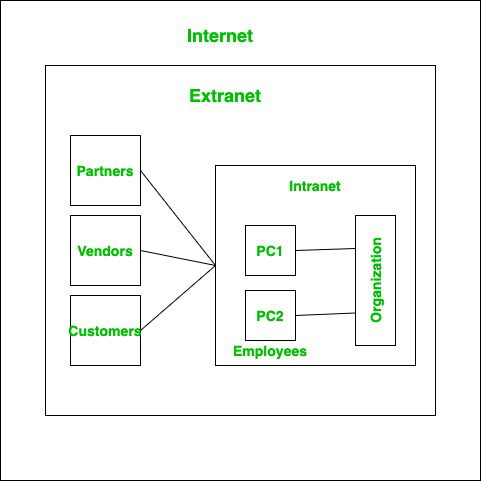 Internet
Extranet
Partners
Intranet
Vendors
PC1
Organization
PC2
Customers
Employees